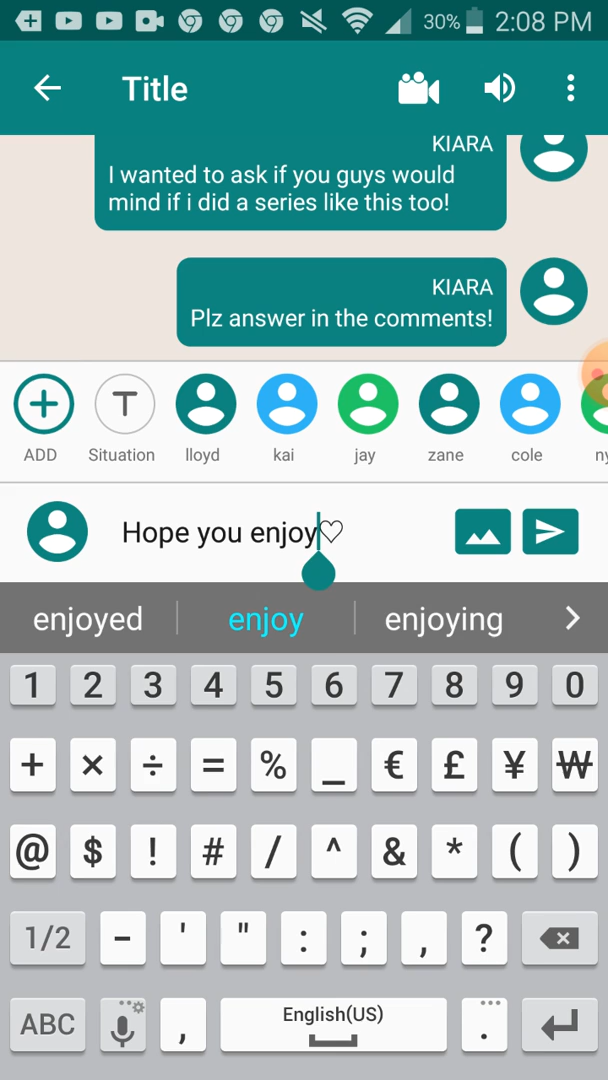 30% 2:08 PM
Title
KIARA
I wanted to ask if you guys would
mind if i did a series like this too!
KIARA
Plz answer in the comments!
T
ADD Situation lloyd kai jay zane cole ny
Hope you enjoy♡
enjoyed enjoy enjoying
1 2 3 4 5 6 7 8 9 0
+ × ÷ = % _ € £ ¥ ₩
@ $ ! # / ^ & * ( )
1/2 - ' " : ; , ?
ABC , English(US) .